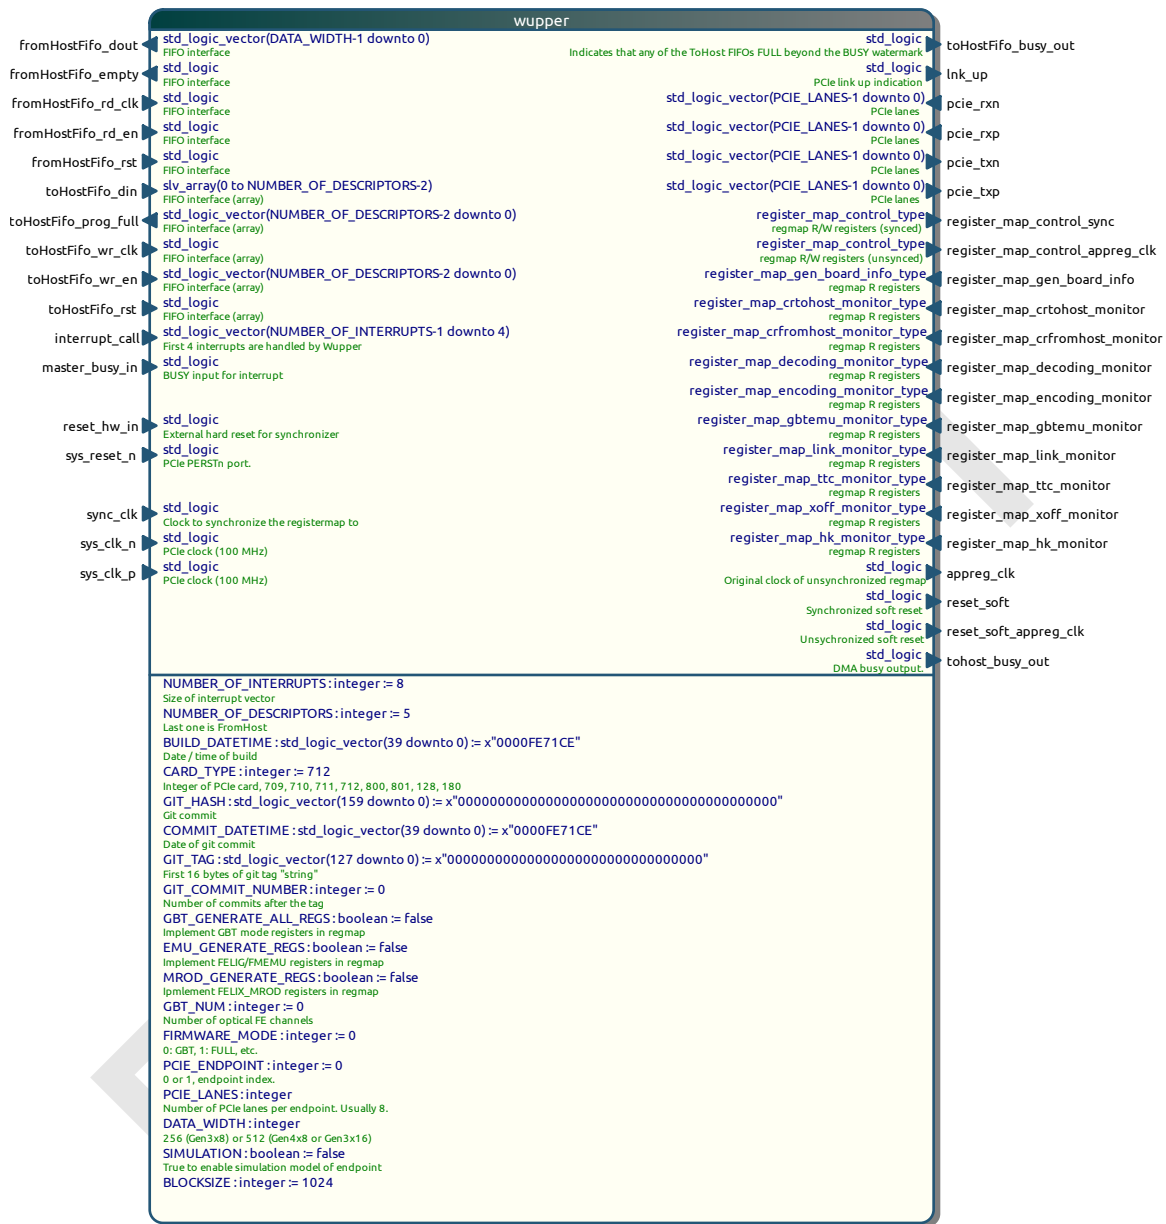 wupper
fromHostFifo_dout std_logic_vector(DATA_WIDTH-1 downto 0)
FIFO interface
fromHostFifo_empty std_logic
FIFO interface
fromHostFifo_rd_clk std_logic
FIFO interface
fromHostFifo_rd_en std_logic
FIFO interface
fromHostFifo_rst std_logic
FIFO interface
toHostFifo_din slv_array(0 to NUMBER_OF_DESCRIPTORS-2)
FIFO interface (array)
toHostFifo_prog_full std_logic_vector(NUMBER_OF_DESCRIPTORS-2 downto 0)
FIFO interface (array)
toHostFifo_wr_clk std_logic
FIFO interface (array)
toHostFifo_wr_en std_logic_vector(NUMBER_OF_DESCRIPTORS-2 downto 0)
FIFO interface (array)
toHostFifo_rst std_logic
FIFO interface (array)
interrupt_call std_logic_vector(NUMBER_OF_INTERRUPTS-1 downto 4)
First 4 interrupts are handled by Wupper
master_busy_in std_logic
BUSY input for interrupt
reset_hw_in std_logic
External hard reset for synchronizer
sys_reset_n std_logic
PCIe PERSTn port.
sync_clk std_logic
Clock to synchronize the registermap to
sys_clk_n std_logic
PCIe clock (100 MHz)
sys_clk_p std_logic
PCIe clock (100 MHz)
std_logic toHostFifo_busy_out
Indicates that any of the ToHost FIFOs FULL beyond the BUSY watermark
std_logic lnk_up
PCIe link up indication
std_logic_vector(PCIE_LANES-1 downto 0) pcie_rxn
PCIe lanes
std_logic_vector(PCIE_LANES-1 downto 0) pcie_rxp
PCIe lanes
std_logic_vector(PCIE_LANES-1 downto 0) pcie_txn
PCIe lanes
std_logic_vector(PCIE_LANES-1 downto 0) pcie_txp
PCIe lanes
register_map_control_type register_map_control_sync
regmap R/W registers (synced)
register_map_control_type register_map_control_appreg_clk
regmap R/W registers (unsynced)
register_map_gen_board_info_type register_map_gen_board_info
regmap R registers
register_map_crtohost_monitor_type register_map_crtohost_monitor
regmap R registers
register_map_crfromhost_monitor_type register_map_crfromhost_monitor
regmap R registers
register_map_decoding_monitor_type register_map_decoding_monitor
regmap R registers
register_map_encoding_monitor_type register_map_encoding_monitor
regmap R registers
register_map_gbtemu_monitor_type register_map_gbtemu_monitor
regmap R registers
register_map_link_monitor_type register_map_link_monitor
regmap R registers
register_map_ttc_monitor_type register_map_ttc_monitor
regmap R registers
register_map_xoff_monitor_type register_map_xoff_monitor
regmap R registers
register_map_hk_monitor_type register_map_hk_monitor
regmap R registers
std_logic appreg_clk
Original clock of unsynchronized regmap
std_logic reset_soft
Synchronized soft reset
std_logic reset_soft_appreg_clk
Unsychronized soft reset
std_logic tohost_busy_out
DMA busy output.
NUMBER_OF_INTERRUPTS : integer := 8
Size of interrupt vector
NUMBER_OF_DESCRIPTORS : integer := 5
Last one is FromHost
BUILD_DATETIME : std_logic_vector(39 downto 0) := x"0000FE71CE"
Date / time of build
CARD_TYPE : integer := 712
Integer of PCIe card, 709, 710, 711, 712, 800, 801, 128, 180
GIT_HASH : std_logic_vector(159 downto 0) := x"0000000000000000000000000000000000000000"
Git commit
COMMIT_DATETIME : std_logic_vector(39 downto 0) := x"0000FE71CE"
Date of git commit
GIT_TAG : std_logic_vector(127 downto 0) := x"00000000000000000000000000000000"
First 16 bytes of git tag "string"
GIT_COMMIT_NUMBER : integer := 0
Number of commits after the tag
GBT_GENERATE_ALL_REGS : boolean := false
Implement GBT mode registers in regmap
EMU_GENERATE_REGS : boolean := false
Implement FELIG/FMEMU registers in regmap
MROD_GENERATE_REGS : boolean := false
Ipmlement FELIX_MROD registers in regmap
GBT_NUM : integer := 0
Number of optical FE channels
FIRMWARE_MODE : integer := 0
0: GBT, 1: FULL, etc.
PCIE_ENDPOINT : integer := 0
0 or 1, endpoint index.
PCIE_LANES : integer
Number of PCIe lanes per endpoint. Usually 8.
DATA_WIDTH : integer
256 (Gen3x8) or 512 (Gen4x8 or Gen3x16)
SIMULATION : boolean := false
True to enable simulation model of endpoint
BLOCKSIZE : integer := 1024